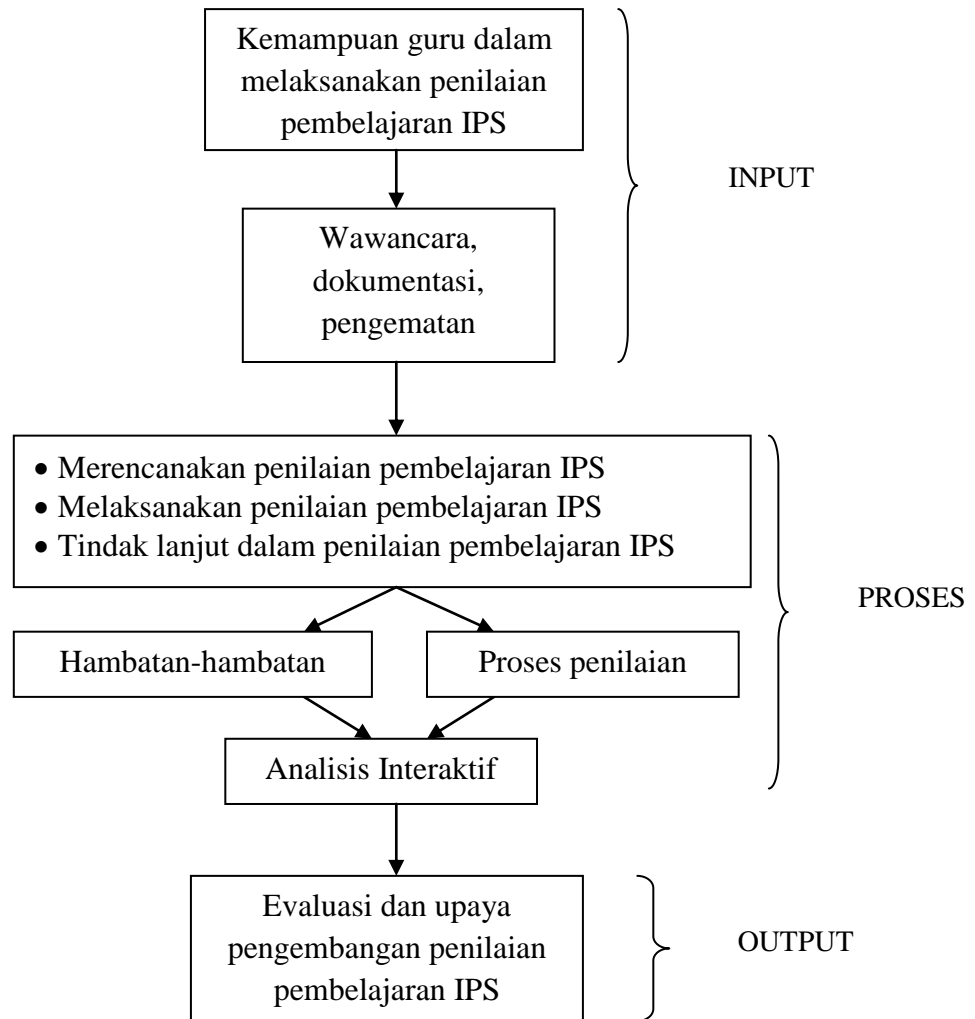 Kemampuan guru dalam
melaksanakan penilaian
pembelajaran IPS
INPUT
Wawancara,
dokumentasi,
pengematan
• Merencanakan penilaian pembelajaran IPS
• Melaksanakan penilaian pembelajaran IPS
• Tindak lanjut dalam penilaian pembelajaran IPS
PROSES
Hambatan-hambatan
Proses penilaian
Analisis Interaktif
Evaluasi dan upaya
pengembangan penilaian
pembelajaran IPS
OUTPUT